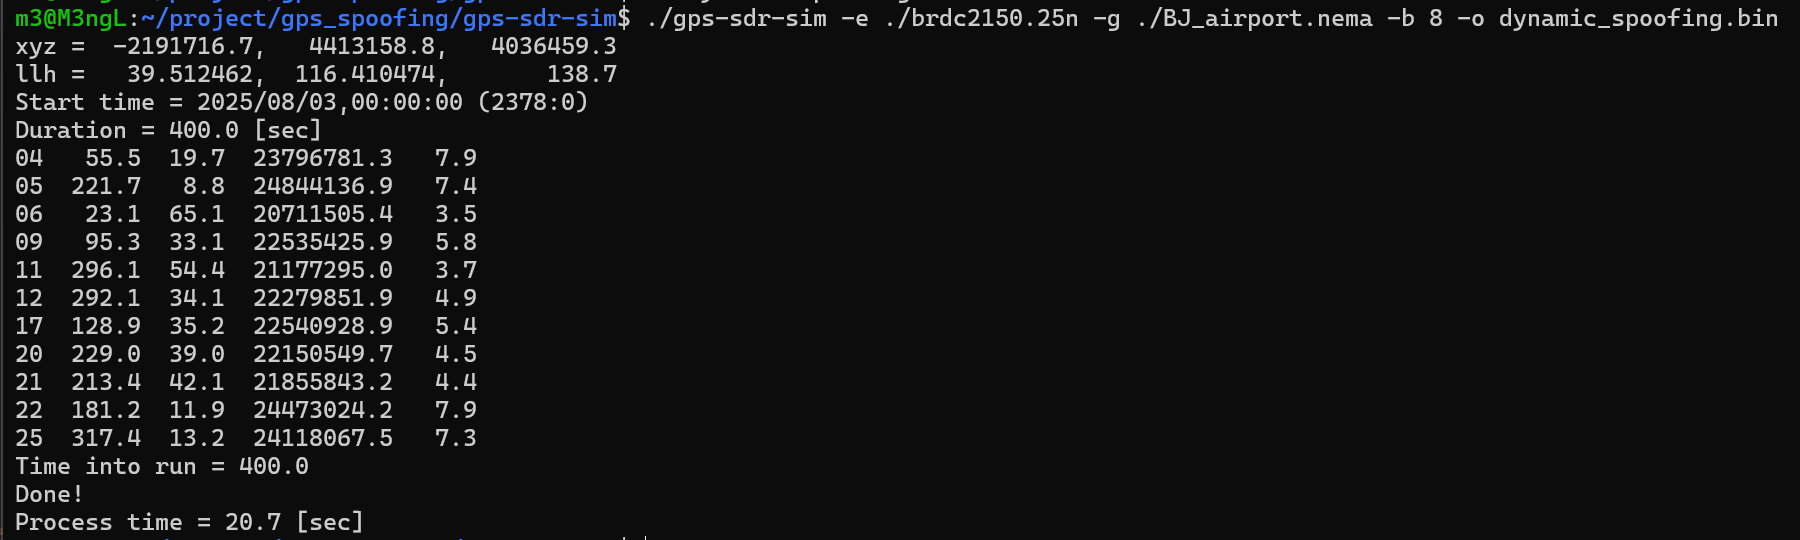 m3@M3ngL:~/project/gps_spoofing/gps-sdr-sim$ ./gps-sdr-sim -e ./brdc2150.25n -g ./BJ_airport.nema -b 8 -o dynamic_spoofing.bin
xyz =  -2191716.7,   4413158.8,   4036459.3
llh =   39.512462,  116.410474,       138.7
Start time = 2025/08/03,00:00:00 (2378:0)
Duration = 400.0 [sec]
04   55.5  19.7  23796781.3   7.9
05  221.7   8.8  24844136.9   7.4
06   23.1  65.1  20711505.4   3.5
09   95.3  33.1  22535425.9   5.8
11  296.1  54.4  21177295.0   3.7
12  292.1  34.1  22279851.9   4.9
17  128.9  35.2  22540928.9   5.4
20  229.0  39.0  22150549.7   4.5
21  213.4  42.1  21855843.2   4.4
22  181.2  11.9  24473024.2   7.9
25  317.4  13.2  24118067.5   7.3
Time into run = 400.0
Done!
Process time = 20.7 [sec]